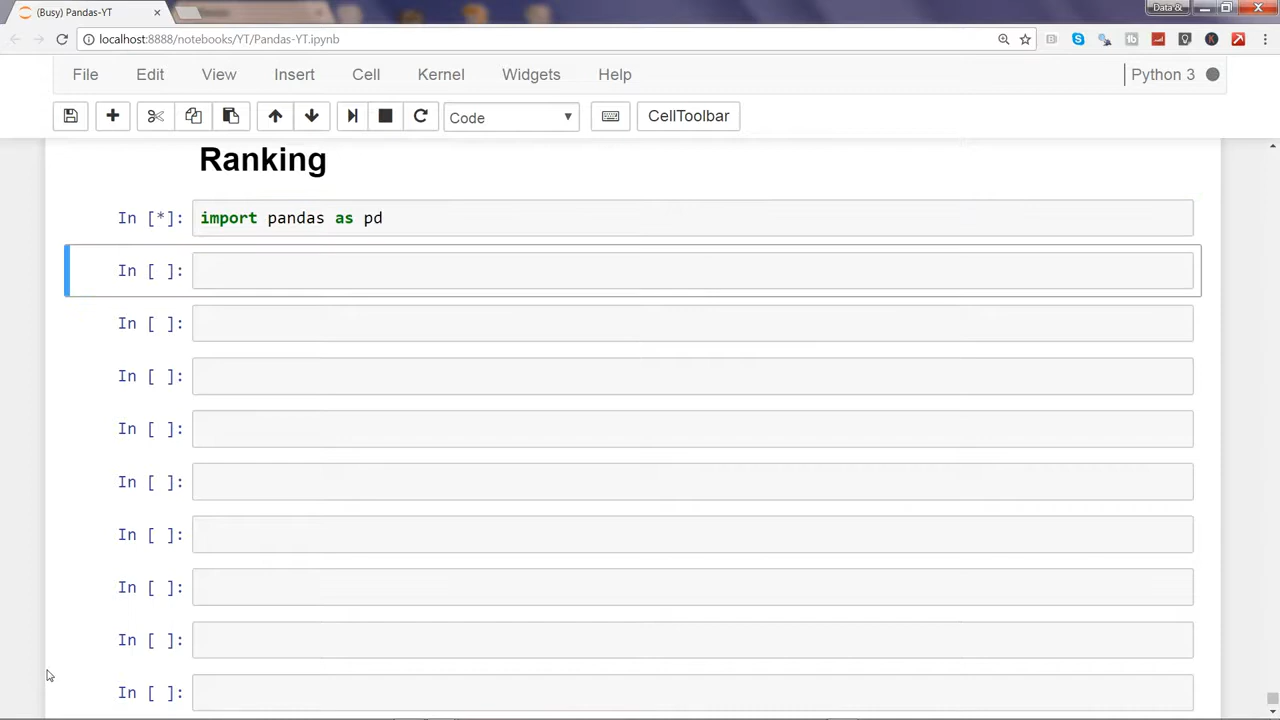 (Busy) Pandas-YT
Data &
localhost:8888/notebooks/YT/Pandas-YT.ipynb
File Edit View Insert Cell Kernel Widgets Help Python 3
Code CellToolbar
Ranking
In [*]: import pandas as pd
In [ ]:
In [ ]:
In [ ]:
In [ ]:
In [ ]:
In [ ]:
In [ ]:
In [ ]:
In [ ]: